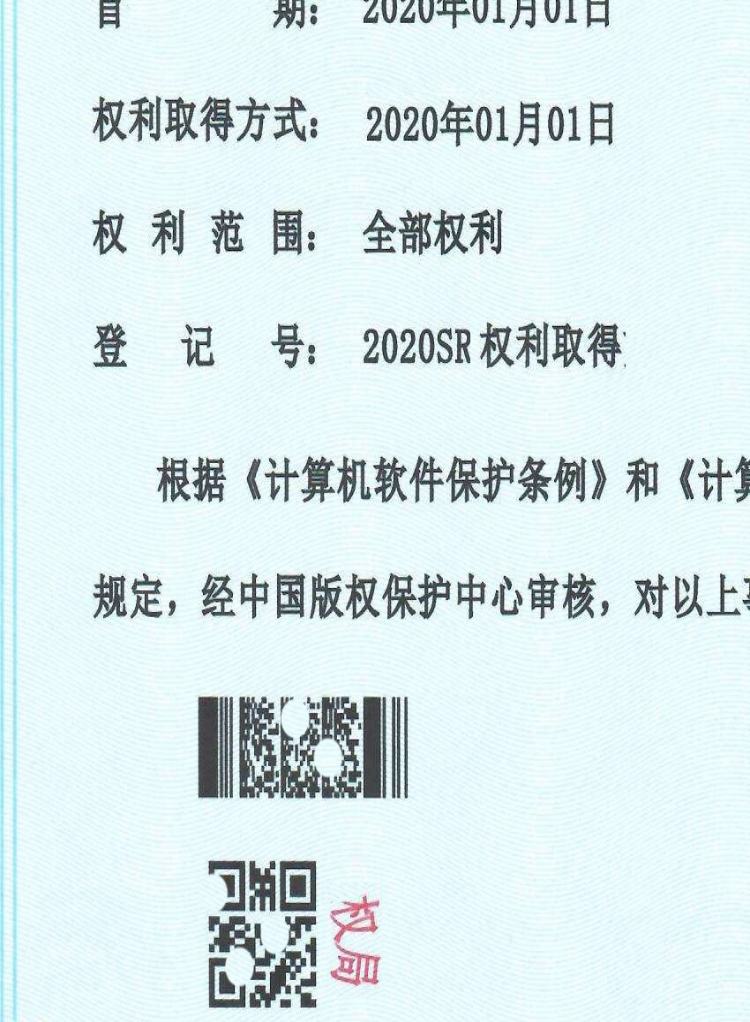 首 期： 2020年01月01日
权利取得方式： 2020年01月01日
权利范围： 全部权利
登记号： 2020SR权利取得
根据《计算机软件保护条例》和《计算
规定，经中国版权保护中心审核，对以上事
权局